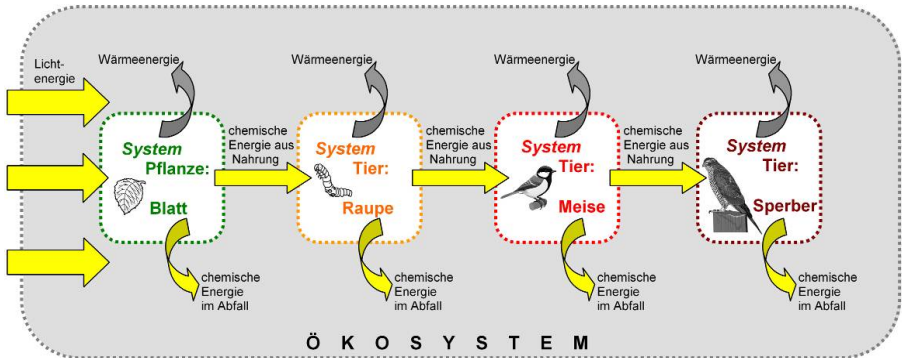 Licht-
energie
Wärmeenergie
System
Pflanze:
Blatt
chemische
Energie
im Abfall
chemische
Energie aus
Nahrung
Wärmeenergie
System
Tier:
Raupe
chemische
Energie
im Abfall
chemische
Energie aus
Nahrung
Wärmeenergie
System
Tier:
Meise
chemische
Energie
im Abfall
chemische
Energie aus
Nahrung
Wärmeenergie
System
Tier:
Sperber
chemische
Energie
im Abfall
Ö K O S Y S T E M